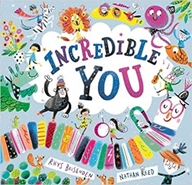 INCREDIBLE
YOU
RHYS BRISENDEN
NATHAN REED